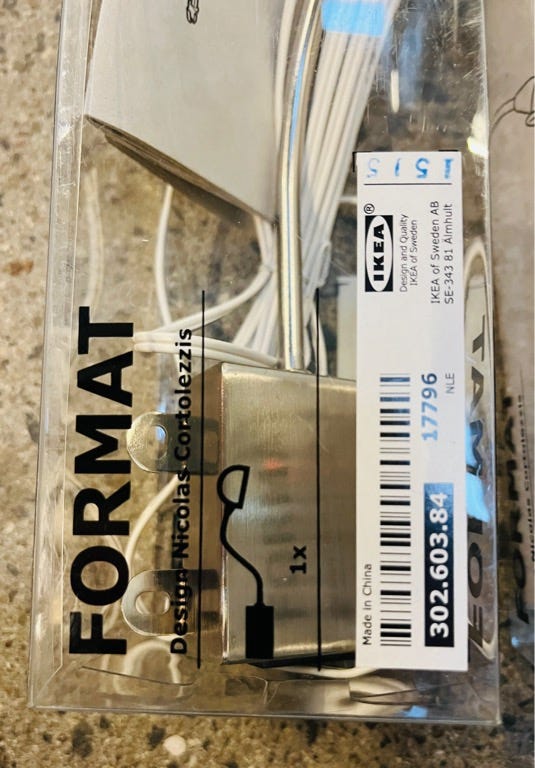 FORMAT
Design Nicolas Cortolezzis
1x
Made in China
302.603.84
17796
NLE
IKEA®
Design and Quality
IKEA of Sweden
IKEA of Sweden AB
SE-343 81 Älmhult
1515